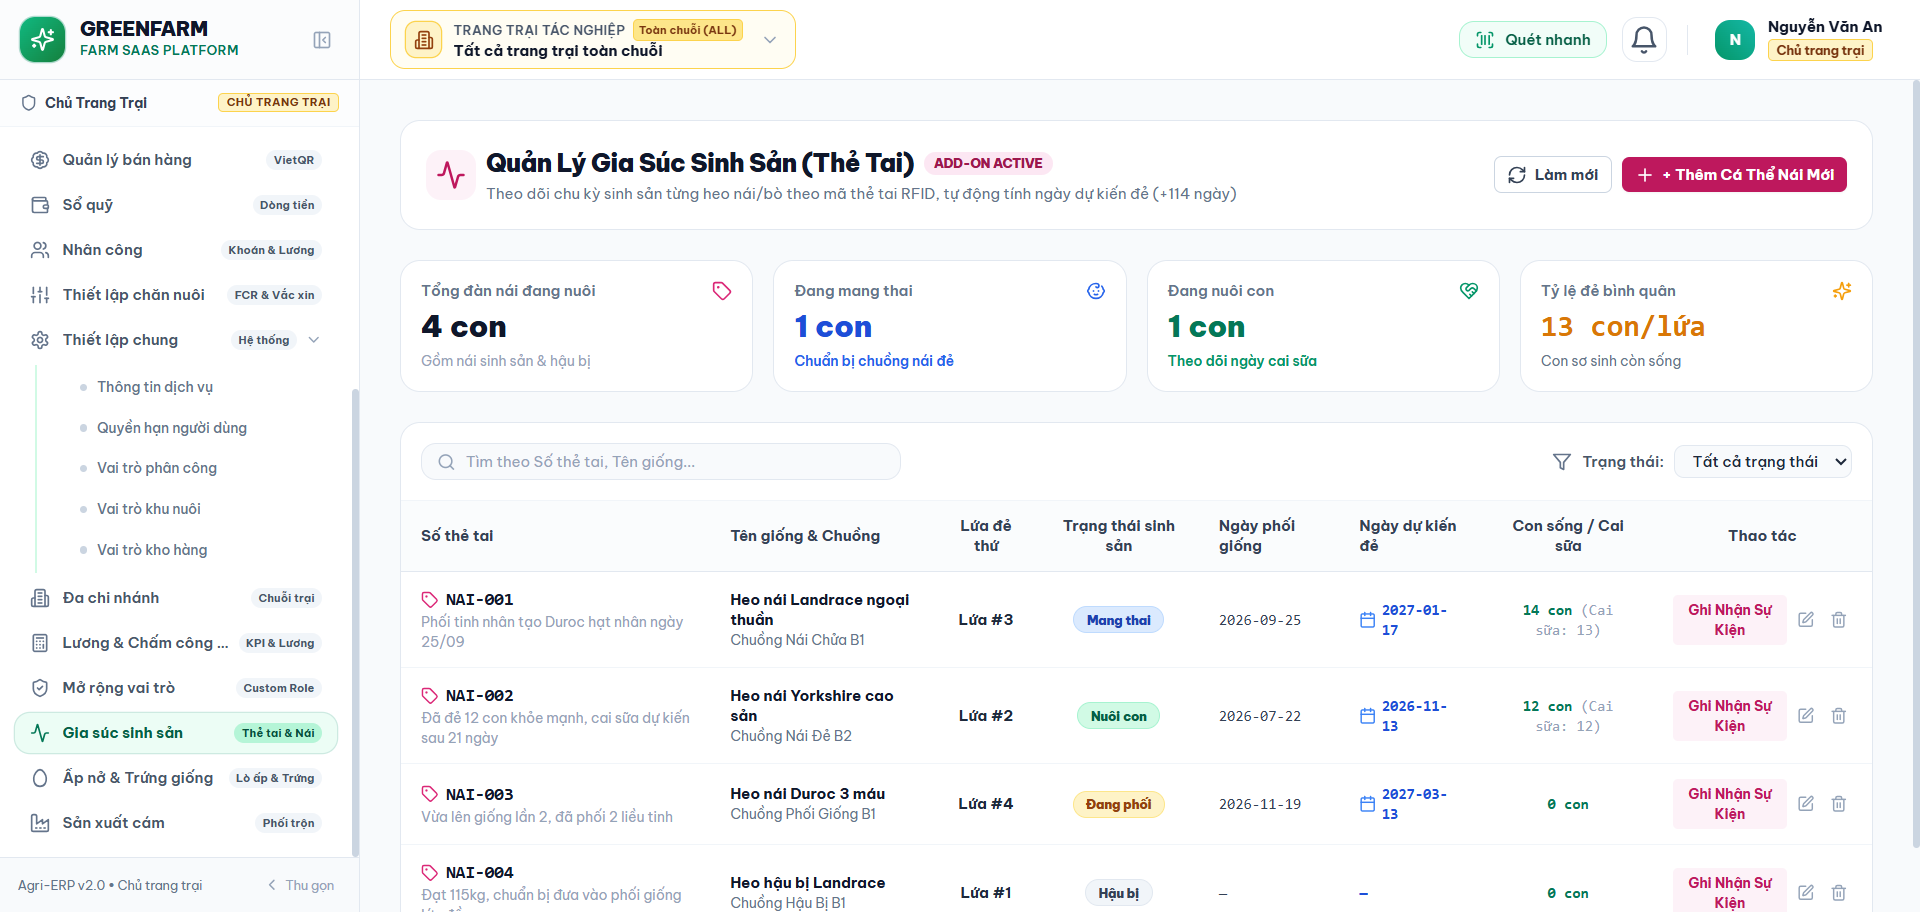 GREENFARM
FARM SAAS PLATFORM
TRANG TRẠI TÁC NGHIỆP Toàn chuỗi (ALL)
Tất cả trang trại toàn chuỗi
Quét nhanh
N
Nguyễn Văn An
Chủ trang trại
Chủ Trang Trại CHỦ TRANG TRẠI
Quản lý bán hàng VietQR
Sổ quỹ Dòng tiền
Nhân công Khoán & Lương
Thiết lập chăn nuôi FCR & Vắc xin
Thiết lập chung Hệ thống
Thông tin dịch vụ
Quyền hạn người dùng
Vai trò phân công
Vai trò khu nuôi
Vai trò kho hàng
Đa chi nhánh Chuỗi trại
Lương & Chấm công ... KPI & Lương
Mở rộng vai trò Custom Role
Gia súc sinh sản Thẻ tai & Nái
Ấp nở & Trứng giống Lò ấp & Trứng
Sản xuất cám Phối trộn
Agri-ERP v2.0 • Chủ trang trại Thu gọn
Quản Lý Gia Súc Sinh Sản (Thẻ Tai) ADD-ON ACTIVE
Theo dõi chu kỳ sinh sản từng heo nái/bò theo mã thẻ tai RFID, tự động tính ngày dự kiến đẻ (+114 ngày)
Làm mới
+ Thêm Cá Thể Nái Mới
Tổng đàn nái đang nuôi
4 con
Gồm nái sinh sản & hậu bị
Đang mang thai
1 con
Chuẩn bị chuồng nái đẻ
Đang nuôi con
1 con
Theo dõi ngày cai sữa
Tỷ lệ đẻ bình quân
13 con/lứa
Con sơ sinh còn sống
Tìm theo Số thẻ tai, Tên giống...
Trạng thái: Tất cả trạng thái
Số thẻ tai
Tên giống & Chuồng
Lứa đẻ
thứ
Trạng thái sinh
sản
Ngày phối
giống
Ngày dự kiến
đẻ
Con sống / Cai
sữa
Thao tác
NAI-001
Phối tinh nhân tạo Duroc hạt nhân ngày
25/09
Heo nái Landrace ngoại
thuần
Chuồng Nái Chửa B1
Lứa #3
Mang thai
2026-09-25
2027-01-
17
14 con (Cai
sữa: 13)
Ghi Nhận Sự
Kiện
NAI-002
Đã đẻ 12 con khỏe mạnh, cai sữa dự kiến
sau 21 ngày
Heo nái Yorkshire cao
sản
Chuồng Nái Đẻ B2
Lứa #2
Nuôi con
2026-07-22
2026-11-
13
12 con (Cai
sữa: 12)
Ghi Nhận Sự
Kiện
NAI-003
Vừa lên giống lần 2, đã phối 2 liều tinh
Heo nái Duroc 3 máu
Chuồng Phối Giống B1
Lứa #4
Đang phối
2026-11-19
2027-03-
13
0 con
Ghi Nhận Sự
Kiện
NAI-004
Đạt 115kg, chuẩn bị đưa vào phối giống
Heo hậu bị Landrace
Chuồng Hậu Bị B1
Lứa #1
Hậu bị
—
—
0 con
Ghi Nhận Sự
Kiện